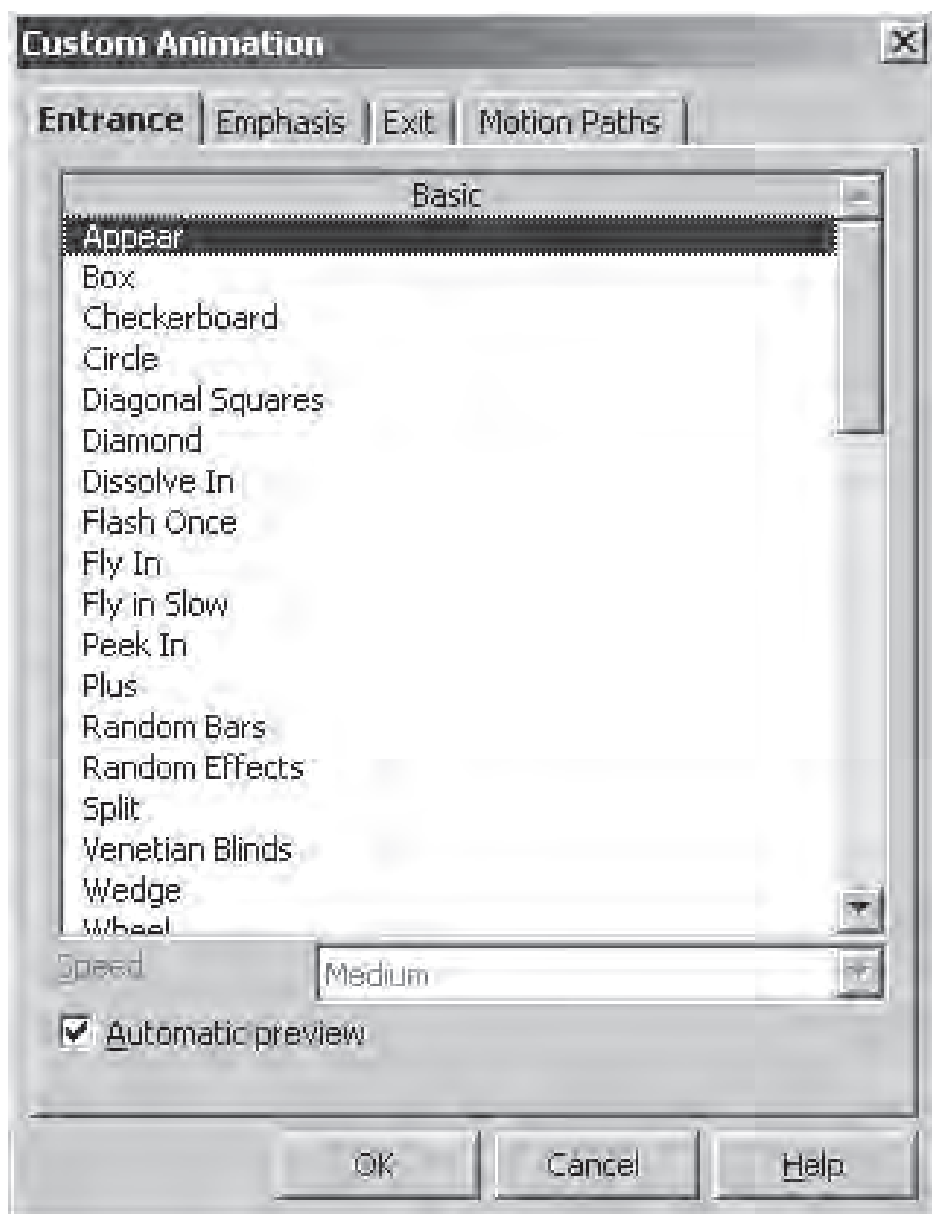 Custom Animation
Entrance Emphasis Exit Motion Paths
Basic
Appear
Box
Checkerboard
Circle
Diagonal Squares
Diamond
Dissolve In
Flash Once
Fly In
Fly in Slow
Peek In
Plus
Random Bars
Random Effects
Split
Venetian Blinds
Wedge
Wheel
Speed Medium
Automatic preview
OK Cancel Help